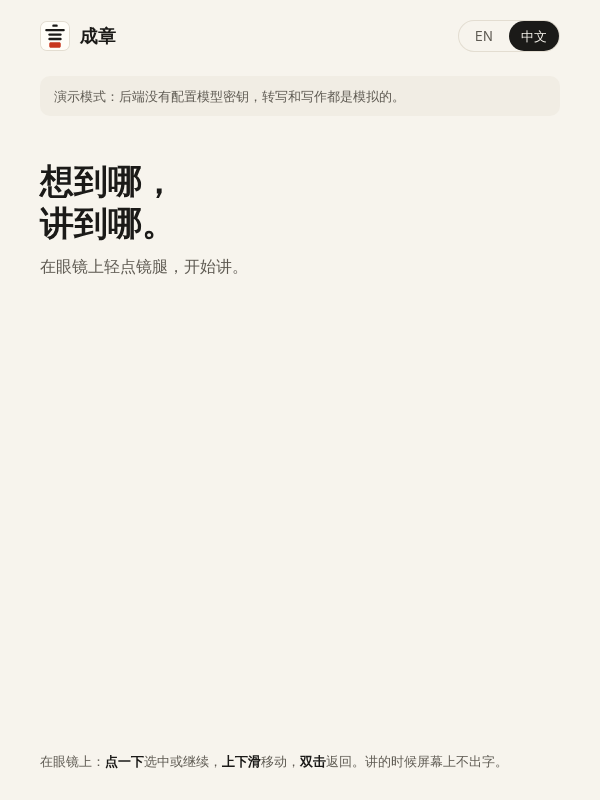 成章
EN 中文
演示模式：后端没有配置模型密钥，转写和写作都是模拟的。
想到哪，
讲到哪。
在眼镜上轻点镜腿，开始讲。
在眼镜上：点一下选中或继续，上下滑移动，双击返回。讲的时候屏幕上不出字。